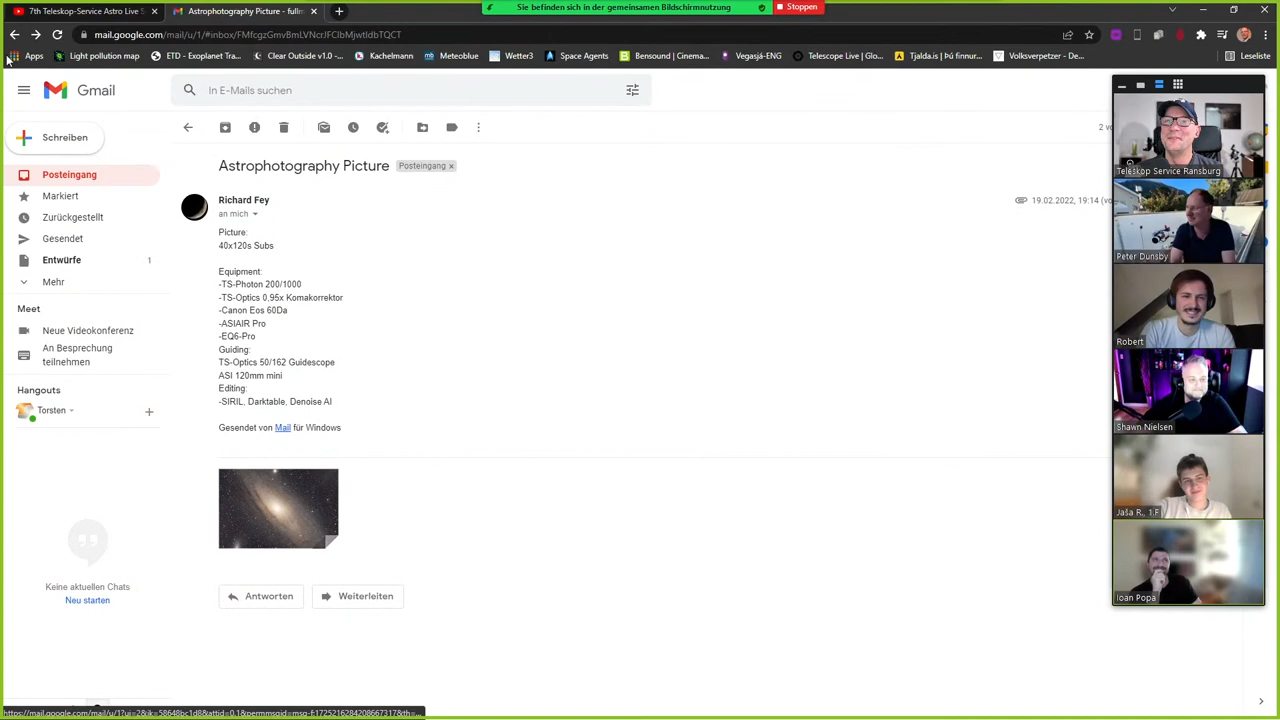 7th Teleskop-Service Astro Live S
Astrophotography Picture - fullm
Sie befinden sich in der gemeinsamen Bildschirmnutzung
Stoppen
mail.google.com/mail/u/1/#inbox/FMfcgzGmvBmLVNcrJFClbMjwtldbTQCT
Apps
Light pollution map
Exoplanet Tra...
Clear Outside v1.0 -...
Kachelmann
Meteoblue
Wetter3
Space Agents
Bensound | Cinema...
Vegasjá-ENG
Telescope Live | Glo...
Tjalda.is | Þú finnur...
Volksverpetzer – De...
Leseliste
Gmail
In E-Mails suchen
Schreiben
Posteingang
Markiert
Zurückgestellt
Gesendet
Entwürfe
1
Mehr
Meet
Neue Videokonferenz
An Besprechung
teilnehmen
Hangouts
Torsten
Keine aktuellen Chats
Neu starten
2 vo
Astrophotography Picture
Posteingang x
Richard Fey
an mich
19.02.2022, 19:14 (vo
Picture:
40x120s Subs
Equipment:
-TS-Photon 200/1000
-TS-Optics 0,95x Komakorrektor
-Canon Eos 60Da
-ASIAIR Pro
-EQ6-Pro
Guiding:
TS-Optics 50/162 Guidescope
ASI 120mm mini
Editing:
-SIRIL, Darktable, Denoise AI
Gesendet von Mail für Windows
Antworten
Weiterleiten
Teleskop Service Ransburg
Peter Dunsby
Robert
Shawn Nielsen
Jaša R., 1.F
Ioan Popa